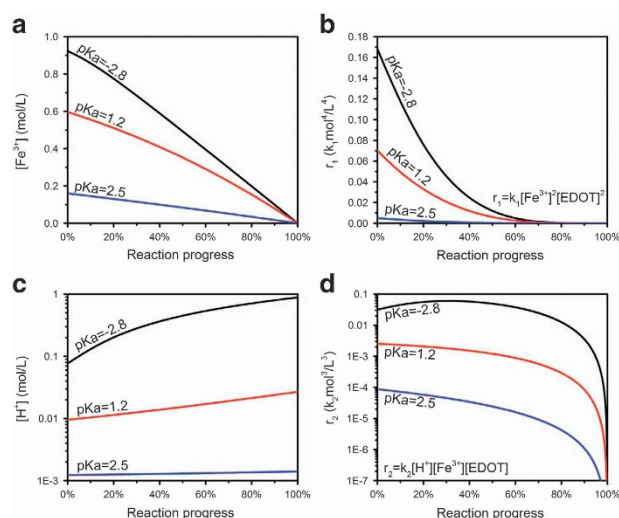 a
1.0
0.8
0.6
0.4
0.2
0.0
[Fe³⁺] (mol/L)
pKa=-2.8
pKa=1.2
pKa=2.5
0% 20% 40% 60% 80% 100%
Reaction progress
b
0.18
0.16
0.14
0.12
0.10
0.08
0.06
0.04
0.02
0.00
r₁ (k₁mol⁴/L⁴)
pKa=-2.8
pKa=1.2
pKa=2.5
r₁=k₁[Fe³⁺]²[EDOT]²
0% 20% 40% 60% 80% 100%
Reaction progress
c
1
0.1
0.01
1E-3
[H⁺] (mol/L)
pKa=-2.8
pKa=1.2
pKa=2.5
0% 20% 40% 60% 80% 100%
Reaction progress
d
0.1
0.01
1E-3
1E-4
1E-5
1E-6
1E-7
r₂ (k₂mol³/L³)
pKa=-2.8
pKa=1.2
pKa=2.5
r₂=k₂[H⁺][Fe³⁺][EDOT]
0% 20% 40% 60% 80% 100%
Reaction progress